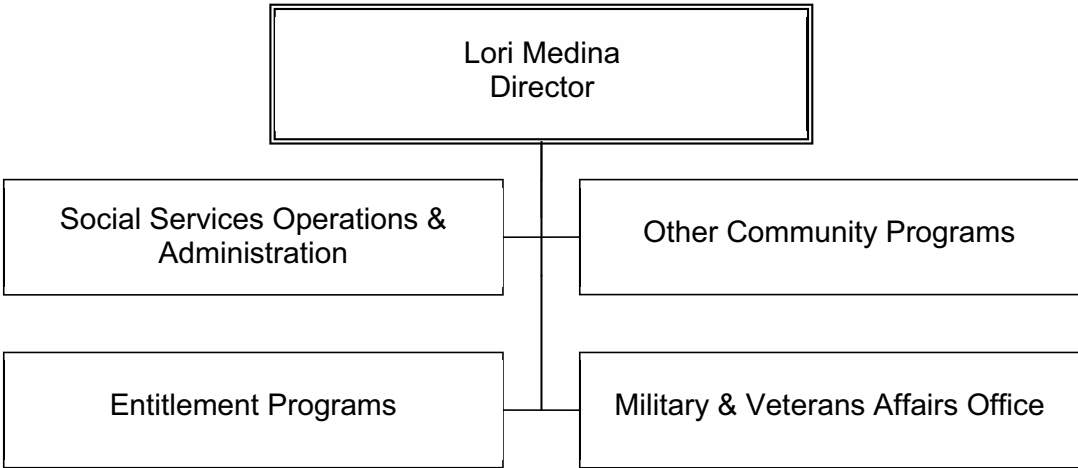 Lori Medina
Director
Social Services Operations &
Administration
Other Community Programs
Entitlement Programs
Military & Veterans Affairs Office